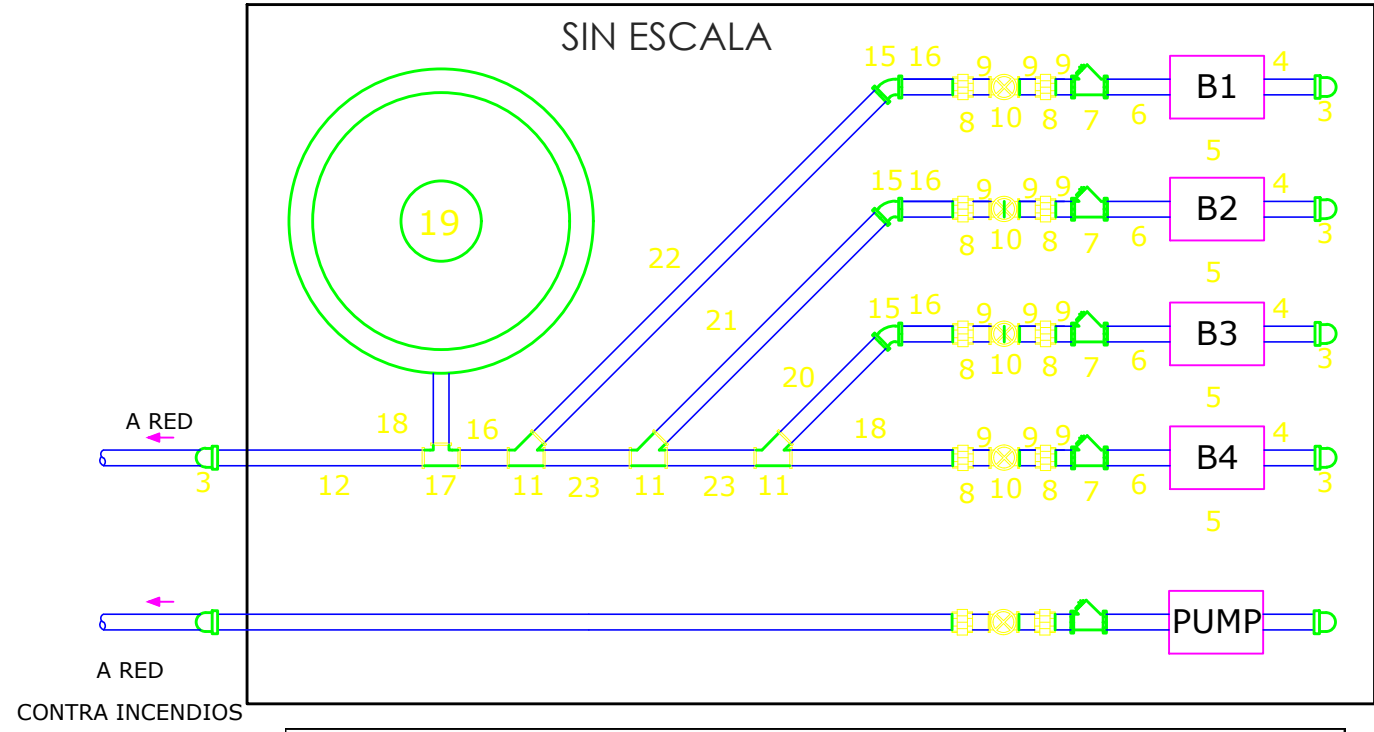 SIN ESCALA
15 16 9 9 9 4
B1
8 10 8 7 6 3
5
15 16 9 9 9 4
B2
19
8 10 8 7 6 3
22
5
21
15 16 9 9 9 4
B3
20
8 10 8 7 6 3
5
A RED
18 16 18 9 9 9 4
B4
3 12 17 11 23 11 23 11 8 10 8 7 6 3
5
PUMP
A RED
CONTRA INCENDIOS